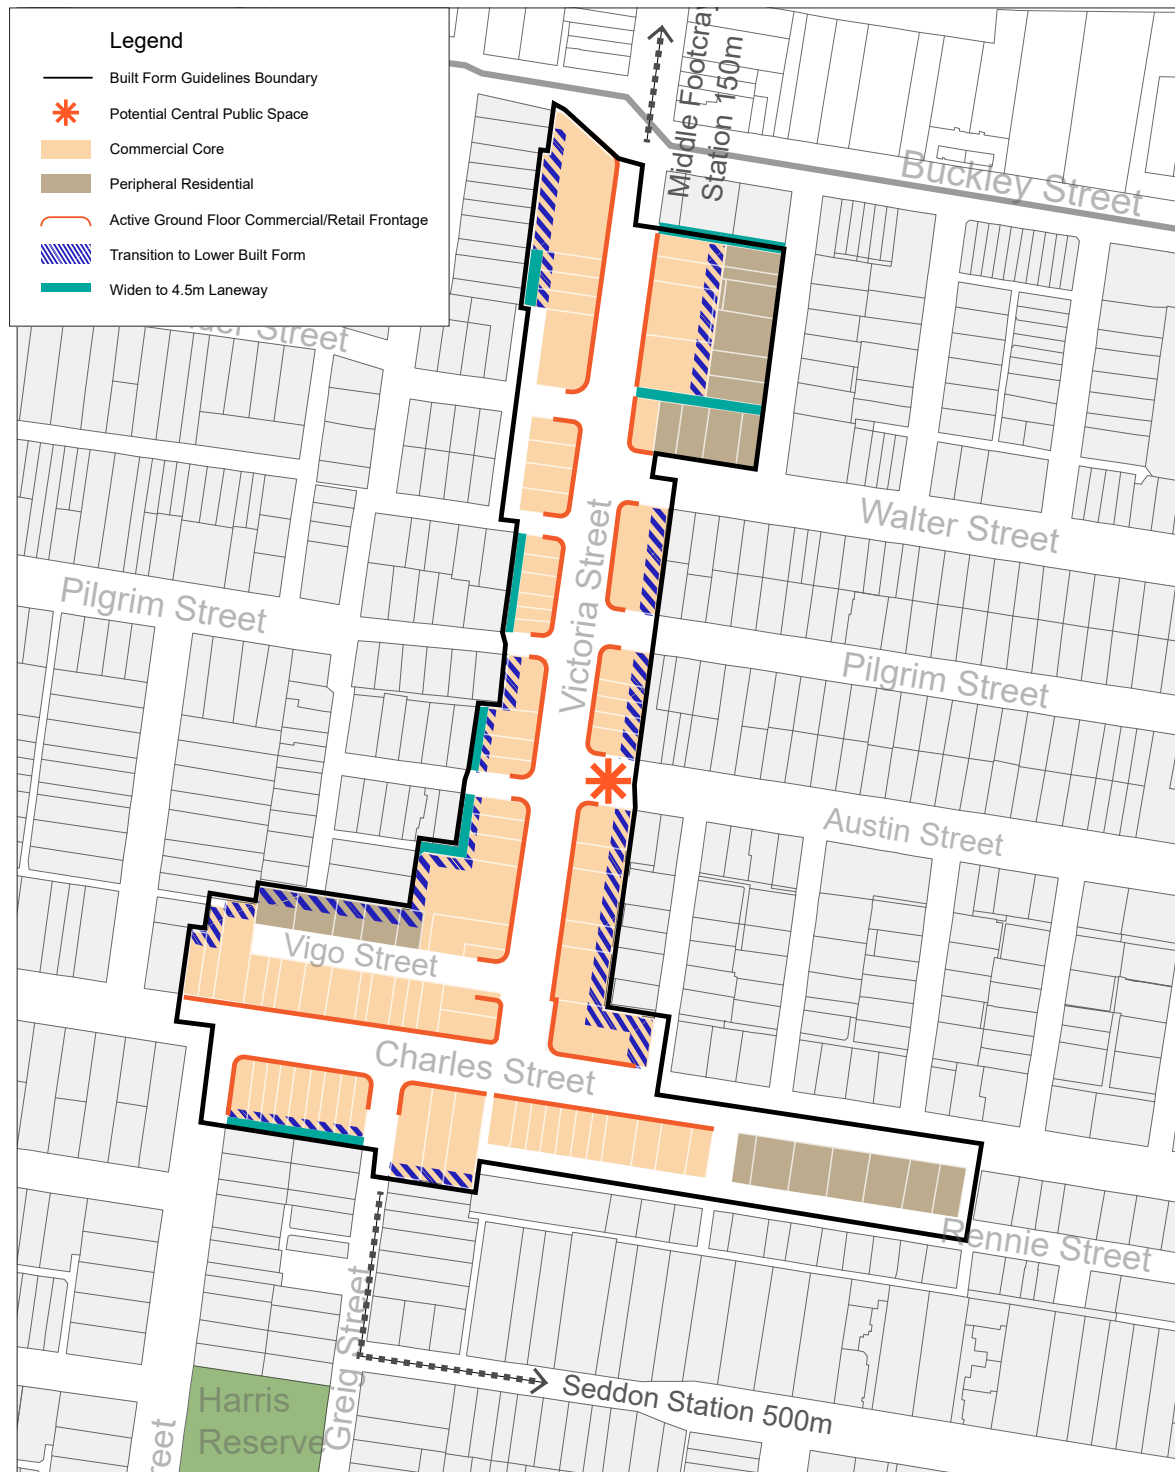 Legend
Built Form Guidelines Boundary
Potential Central Public Space
Commercial Core
Peripheral Residential
Active Ground Floor Commercial/Retail Frontage
Transition to Lower Built Form
Widen to 4.5m Laneway
Middle Footcray
Station 150m
Buckley Street
Street
Walter Street
Pilgrim Street
Victoria Street
Pilgrim Street
Austin Street
Vigo Street
Charles Street
Rennie Street
Greig Street
Seddon Station 500m
Harris
Reserve
reet